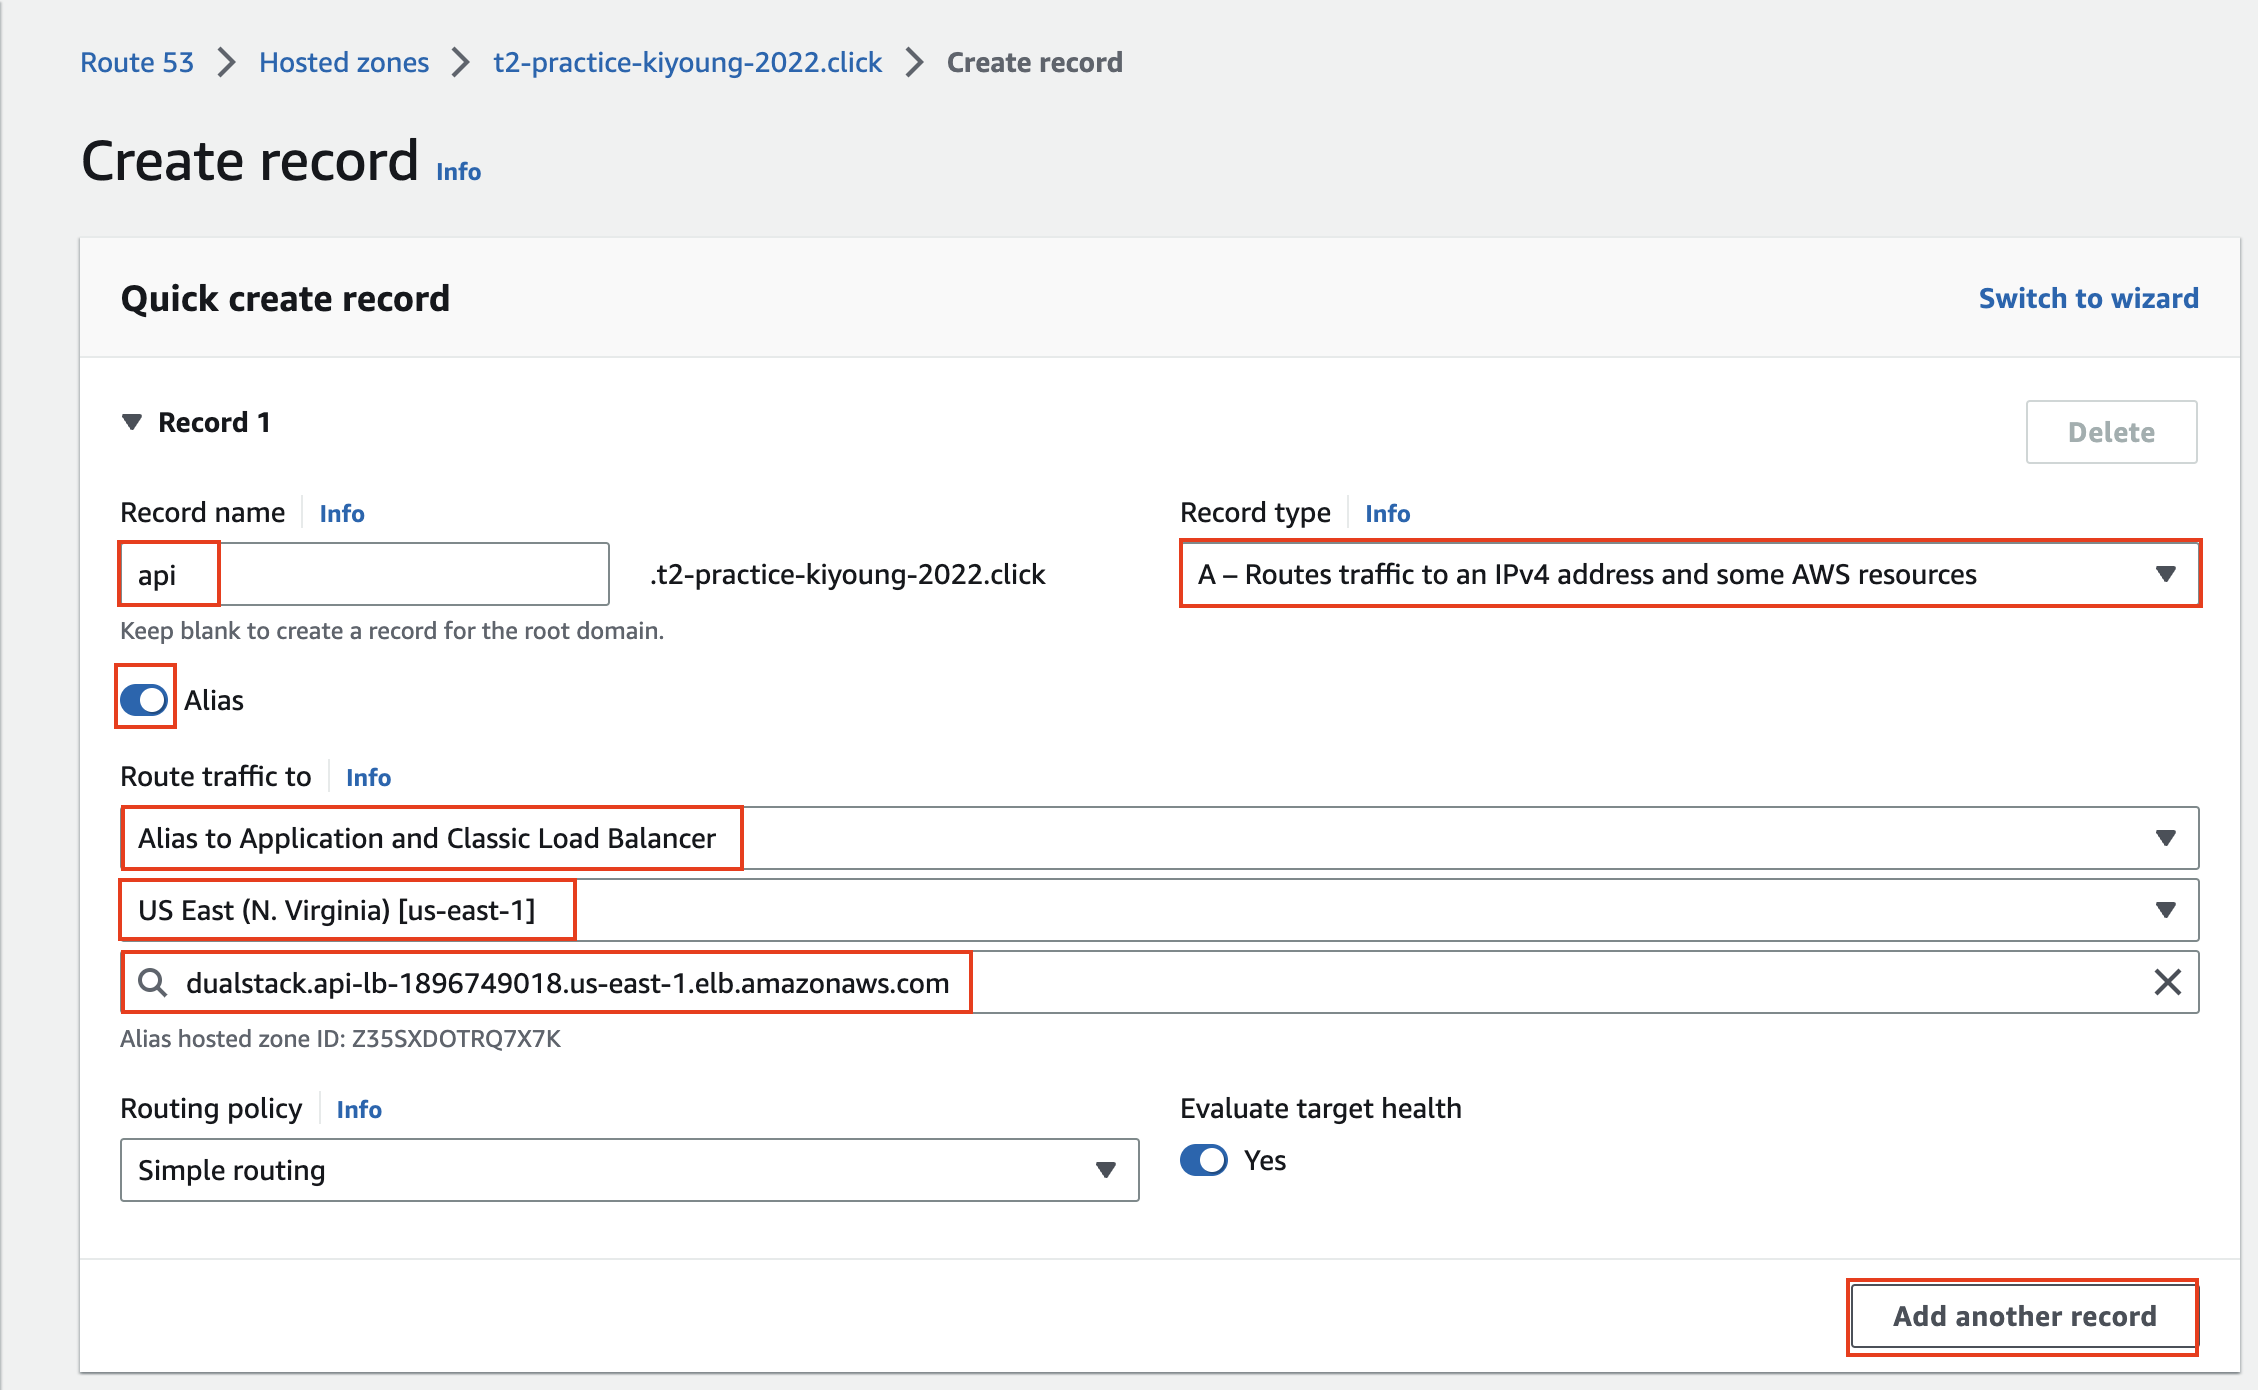 Route 53 > Hosted zones > t2-practice-kiyoung-2022.click > Create record
Create record Info
Quick create record Switch to wizard
Record 1 Delete
Record name Info Record type Info
api .t2-practice-kiyoung-2022.click A – Routes traffic to an IPv4 address and some AWS resources
Keep blank to create a record for the root domain.
Alias
Route traffic to Info
Alias to Application and Classic Load Balancer
US East (N. Virginia) [us-east-1]
dualstack.api-lb-1896749018.us-east-1.elb.amazonaws.com
Alias hosted zone ID: Z35SXDOTRQ7X7K
Routing policy Info Evaluate target health
Simple routing Yes
Add another record